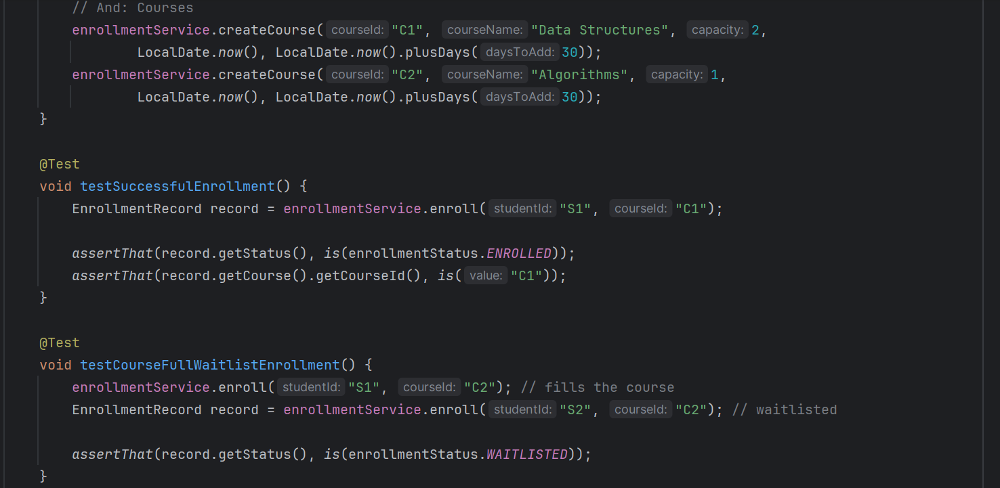 // And: Courses
enrollmentService.createCourse( courseId: "C1", courseName: "Data Structures", capacity: 2,
LocalDate.now(), LocalDate.now().plusDays( daysToAdd: 30));
enrollmentService.createCourse( courseId: "C2", courseName: "Algorithms", capacity: 1,
LocalDate.now(), LocalDate.now().plusDays( daysToAdd: 30));
}
@Test
void testSuccessfulEnrollment() {
EnrollmentRecord record = enrollmentService.enroll( studentId: "S1", courseId: "C1");
assertThat(record.getStatus(), is(enrollmentStatus.ENROLLED));
assertThat(record.getCourse().getCourseId(), is( value: "C1"));
}
@Test
void testCourseFullWaitlistEnrollment() {
enrollmentService.enroll( studentId: "S1", courseId: "C2"); // fills the course
EnrollmentRecord record = enrollmentService.enroll( studentId: "S2", courseId: "C2"); // waitlisted
assertThat(record.getStatus(), is(enrollmentStatus.WAITLISTED));
}